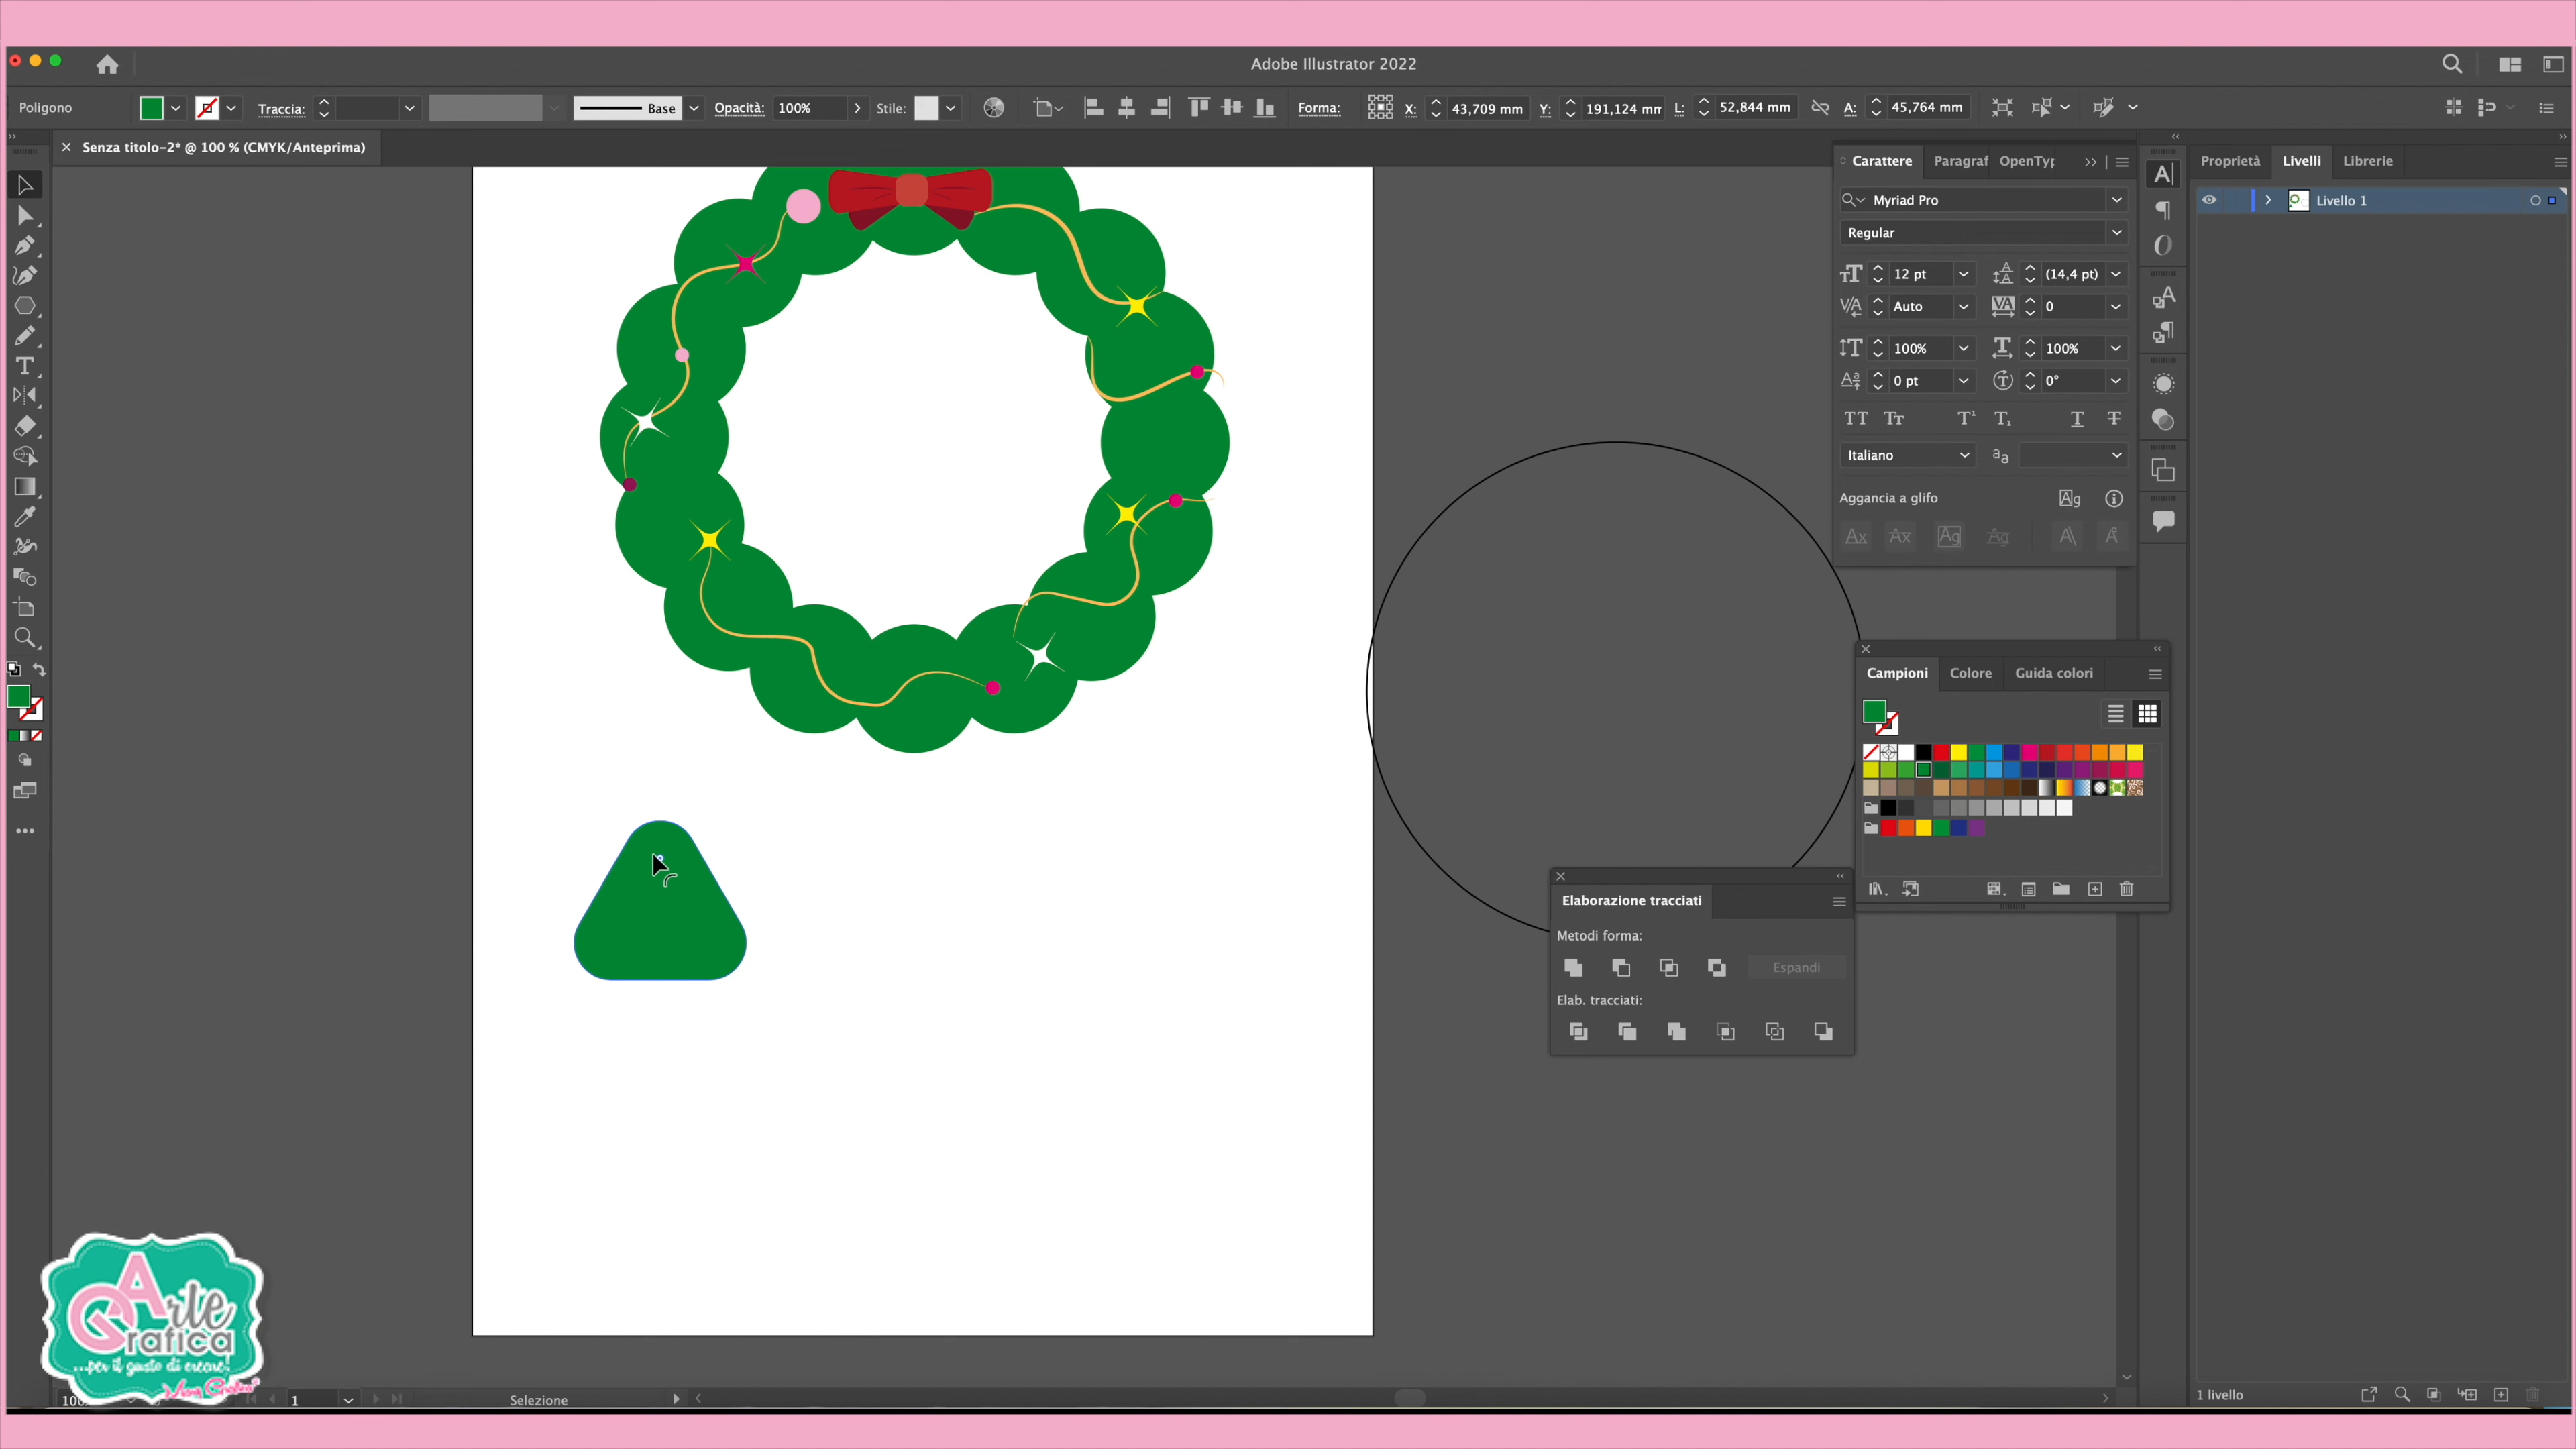 Adobe Illustrator 2022
Poligono Traccia: Base Opacità: 100% Stile: Forma: X: 43,709 mm Y: 191,124 mm L: 52,844 mm A: 45,764 mm
Senza titolo-2* @ 100 % (CMYK/Anteprima)
Carattere Paragraf OpenTyp
Proprietà Livelli Librerie
Myriad Pro
Livello 1
Regular
12 pt (14,4 pt)
Auto 0
100% 100%
0 pt 0°
Italiano
Aggancia a glifo
Campioni Colore Guida colori
Elaborazione tracciati
Metodi forma:
Espandi
Elab. tracciati:
Arte
Grafica
...per il gusto di creare!
100
1
Selezione
1 livello